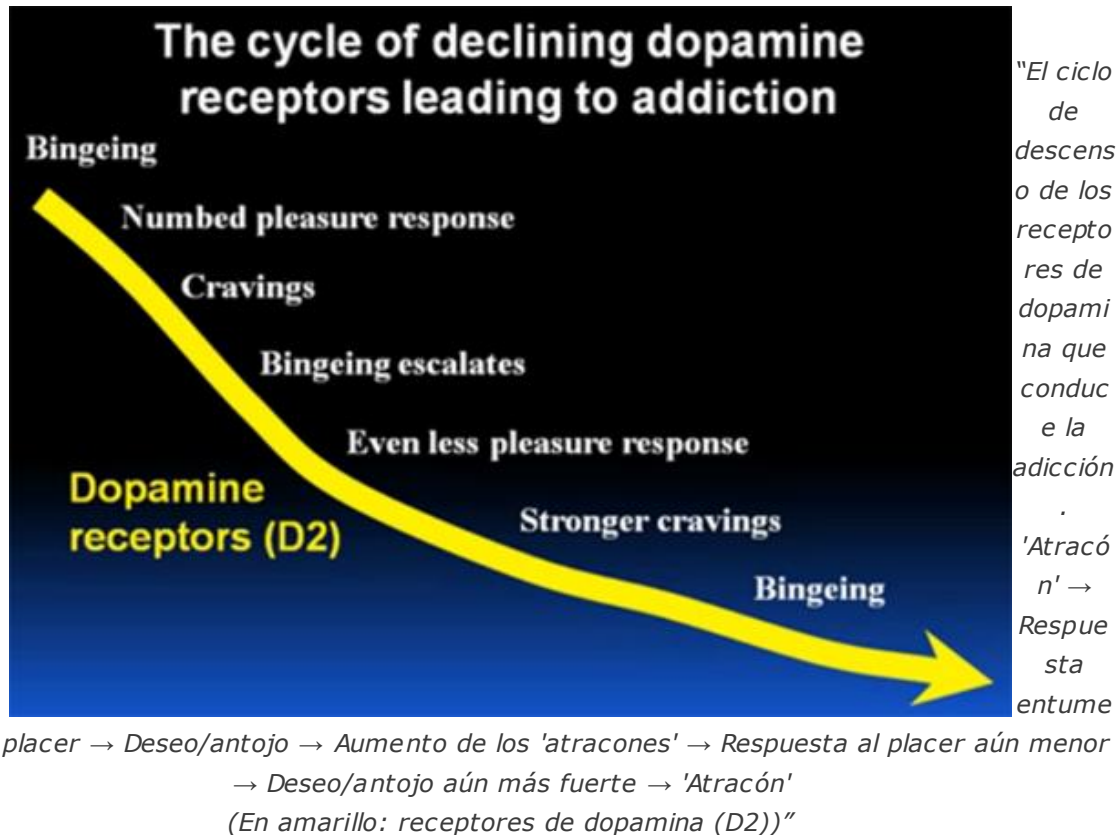 The cycle of declining dopamine
receptors leading to addiction
Bingeing
Numbed pleasure response
Cravings
Bingeing escalates
Even less pleasure response
Dopamine
receptors (D2)
Stronger cravings
Bingeing
“El ciclo
de
descens
o de los
recepto
res de
dopami
na que
conduc
e la
adicción
.
'Atracó
n' →
Respue
sta
entume
placer → Deseo/antojo → Aumento de los 'atracones' → Respuesta al placer aún menor
→ Deseo/antojo aún más fuerte → 'Atracón'
(En amarillo: receptores de dopamina (D2))”